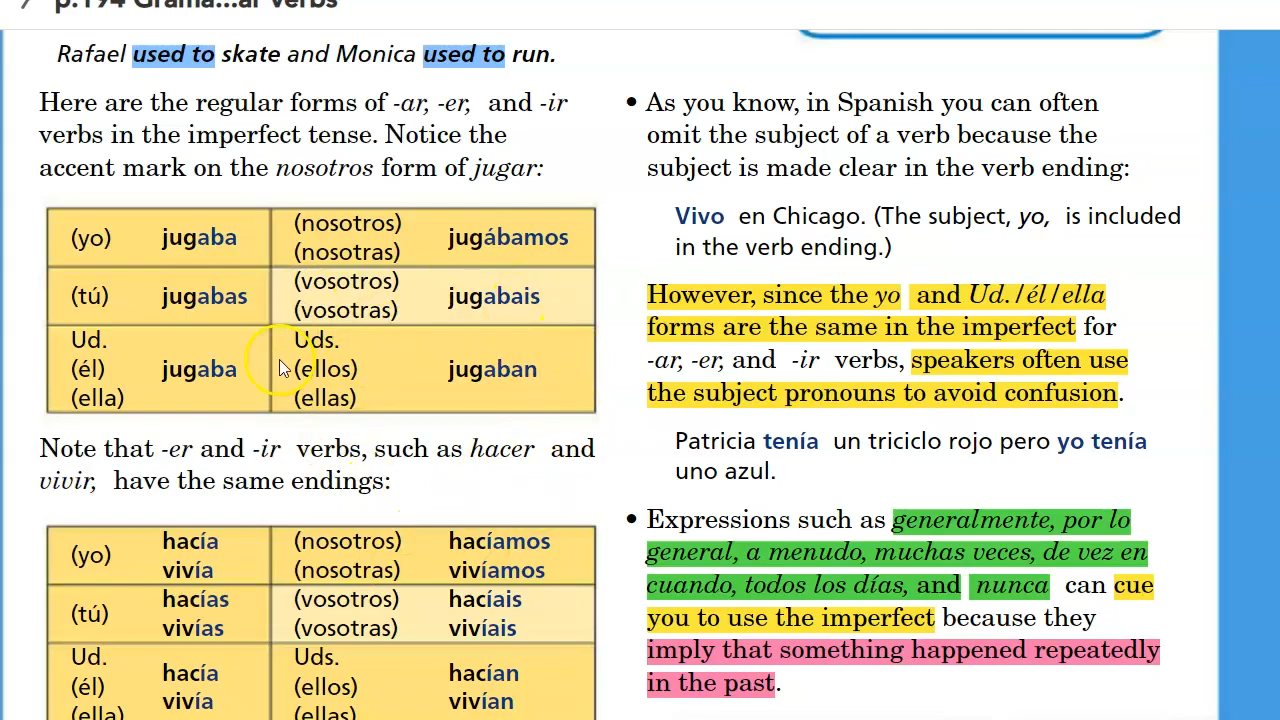 p.194 Grama...ar verbs
Rafael used to skate and Monica used to run.
Here are the regular forms of -ar, -er, and -ir
verbs in the imperfect tense. Notice the
accent mark on the nosotros form of jugar:
(yo) jugaba (nosotros) (nosotras) jugábamos
(tú) jugabas (vosotros) (vosotras) jugabais
Ud. (él) (ella) jugaba Uds. (ellos) (ellas) jugaban
Note that -er and -ir verbs, such as hacer and
vivir, have the same endings:
(yo) hacía vivía (nosotros) (nosotras) hacíamos vivíamos
(tú) hacías vivías (vosotros) (vosotras) hacíais vivíais
Ud. (él) (ella) hacía vivía Uds. (ellos) (ellas) hacían vivían
• As you know, in Spanish you can often
omit the subject of a verb because the
subject is made clear in the verb ending:
Vivo en Chicago. (The subject, yo, is included
in the verb ending.)
However, since the yo and Ud./él/ella
forms are the same in the imperfect for
-ar, -er, and -ir verbs, speakers often use
the subject pronouns to avoid confusion.
Patricia tenía un triciclo rojo pero yo tenía
uno azul.
• Expressions such as generalmente, por lo
general, a menudo, muchas veces, de vez en
cuando, todos los días, and nunca can cue
you to use the imperfect because they
imply that something happened repeatedly
in the past.